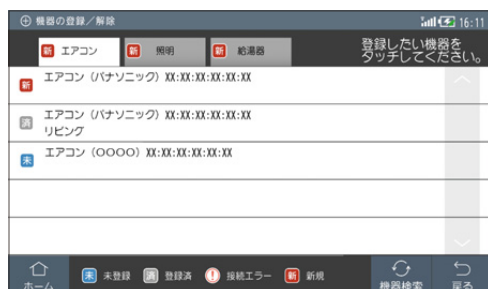 ⊕ 機器の登録／解除 16:11
新 エアコン 新 照明 新 給湯器 登録したい機器を
タッチしてください。
新 エアコン（パナソニック）XX:XX:XX:XX:XX:XX
済 エアコン（パナソニック）XX:XX:XX:XX:XX:XX
リビング
未 エアコン（OOOO）XX:XX:XX:XX:XX:XX
未 未登録 済 登録済 ! 接続エラー 新 新規
ホーム 機器検索 戻る